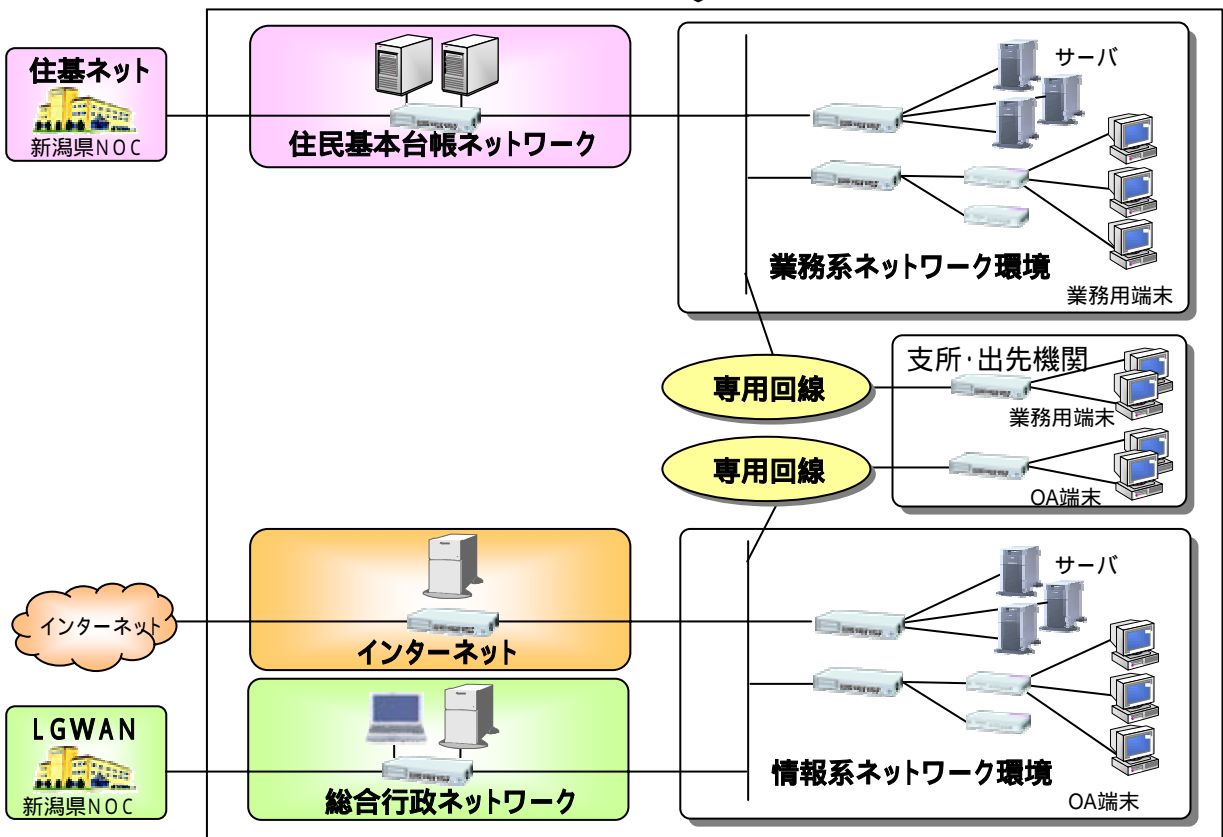 住基ネット
新潟県NOC
住民基本台帳ネットワーク
サーバ
業務系ネットワーク環境
業務用端末
専用回線
支所・出先機関
業務用端末
専用回線
OA端末
インターネット
インターネット
サーバ
LGWAN
新潟県NOC
総合行政ネットワーク
情報系ネットワーク環境
OA端末